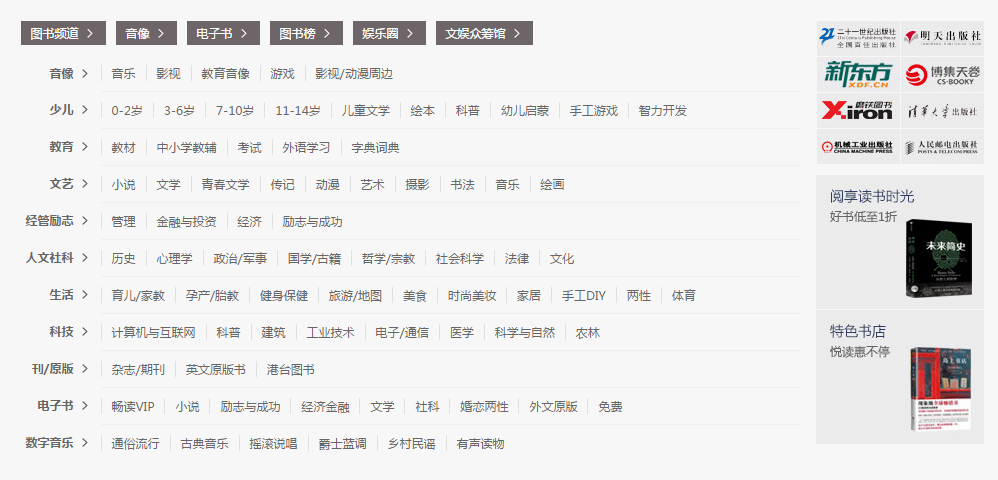 图书频道 音像 电子书 图书榜 娱乐圈 文娱众筹馆
音像 音乐 影视 教育音像 游戏 影视/动漫周边
少儿 0-2岁 3-6岁 7-10岁 11-14岁 儿童文学 绘本 科普 幼儿启蒙 手工游戏 智力开发
教育 教材 中小学教辅 考试 外语学习 字典词典
文艺 小说 文学 青春文学 传记 动漫 艺术 摄影 书法 音乐 绘画
经管励志 管理 金融与投资 经济 励志与成功
人文社科 历史 心理学 政治/军事 国学/古籍 哲学/宗教 社会科学 法律 文化
生活 育儿/家教 孕产/胎教 健身保健 旅游/地图 美食 时尚美妆 家居 手工DIY 两性 体育
科技 计算机与互联网 科普 建筑 工业技术 电子/通信 医学 科学与自然 农林
刊/原版 杂志/期刊 英文原版书 港台图书
电子书 畅读VIP 小说 励志与成功 经济金融 文学 社科 婚恋两性 外文原版 免费
数字音乐 通俗流行 古典音乐 摇滚说唱 爵士蓝调 乡村民谣 有声读物
21 二十一世纪出版社
21st Century Publishing House
全国百佳出版社
明天出版社
新东方
XDF.CN
博集天卷
CS-BOOKY
磨铁图书
Xiron
清华大学出版社
机械工业出版社
CHINA MACHINE PRESS
人民邮电出版社
POSTS & TELECOM PRESS
阅享读书时光
好书低至1折
未来简史
特色书店
悦读惠不停
岛上书店